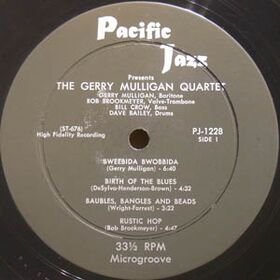 Pacific
Jazz
Presents
THE GERRY MULLIGAN QUARTET
GERRY MULLIGAN, Baritone
BOB BROOKMEYER, Valve-Trombone
BILL CROW, Bass
DAVE BAILEY, Drums
(ST-676)
High Fidelity Recording
PJ-1228
SIDE 1
BWEEBIDA BWOBBIDA
(Gerry Mulligan) - 6:40
BIRTH OF THE BLUES
(DeSylva-Henderson-Brown) - 4:32
BAUBLES, BANGLES AND BEADS
(Wright-Forrest) - 3:22
RUSTIC HOP
(Bob Brookmeyer) - 4:22
33⅓ RPM
Microgroove